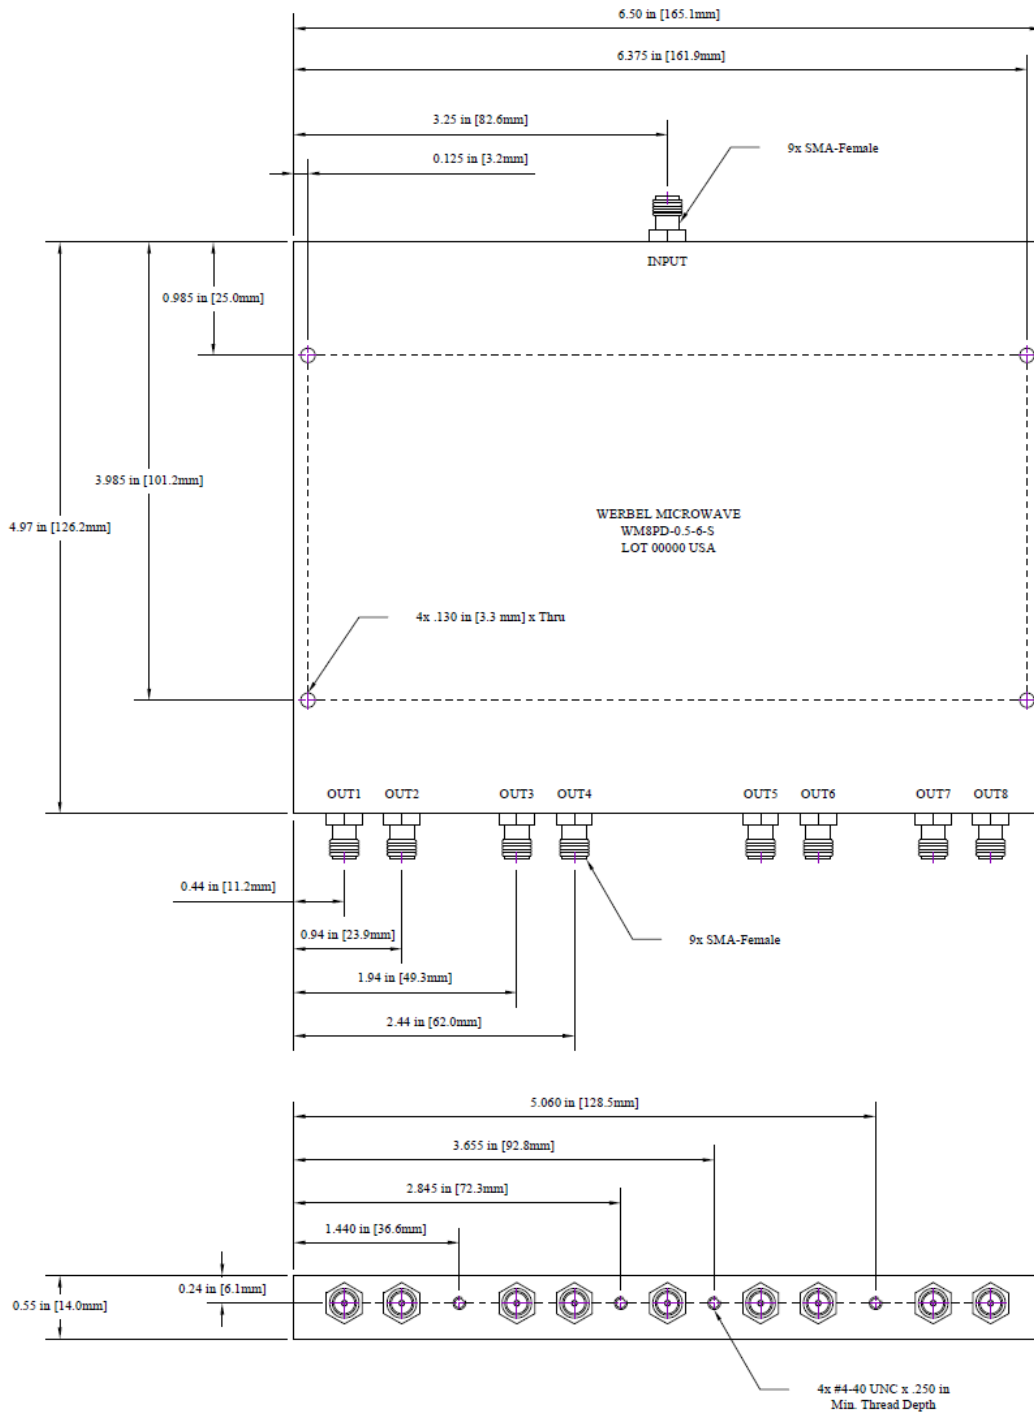 6.50 in [165.1mm]
6.375 in [161.9mm]
3.25 in [82.6mm]
9x SMA-Female
0.125 in [3.2mm]
INPUT
0.985 in [25.0mm]
3.985 in [101.2mm]
4.97 in [126.2mm]
WERBEL MICROWAVE
WM8PD-0.5-6-S
LOT 00000 USA
4x .130 in [3.3 mm] x Thru
OUT1 OUT2 OUT3 OUT4 OUT5 OUT6 OUT7 OUT8
0.44 in [11.2mm]
0.94 in [23.9mm]
9x SMA-Female
1.94 in [49.3mm]
2.44 in [62.0mm]
5.060 in [128.5mm]
3.655 in [92.8mm]
2.845 in [72.3mm]
1.440 in [36.6mm]
0.24 in [6.1mm]
0.55 in [14.0mm]
4x #4-40 UNC x .250 in
Min. Thread Depth